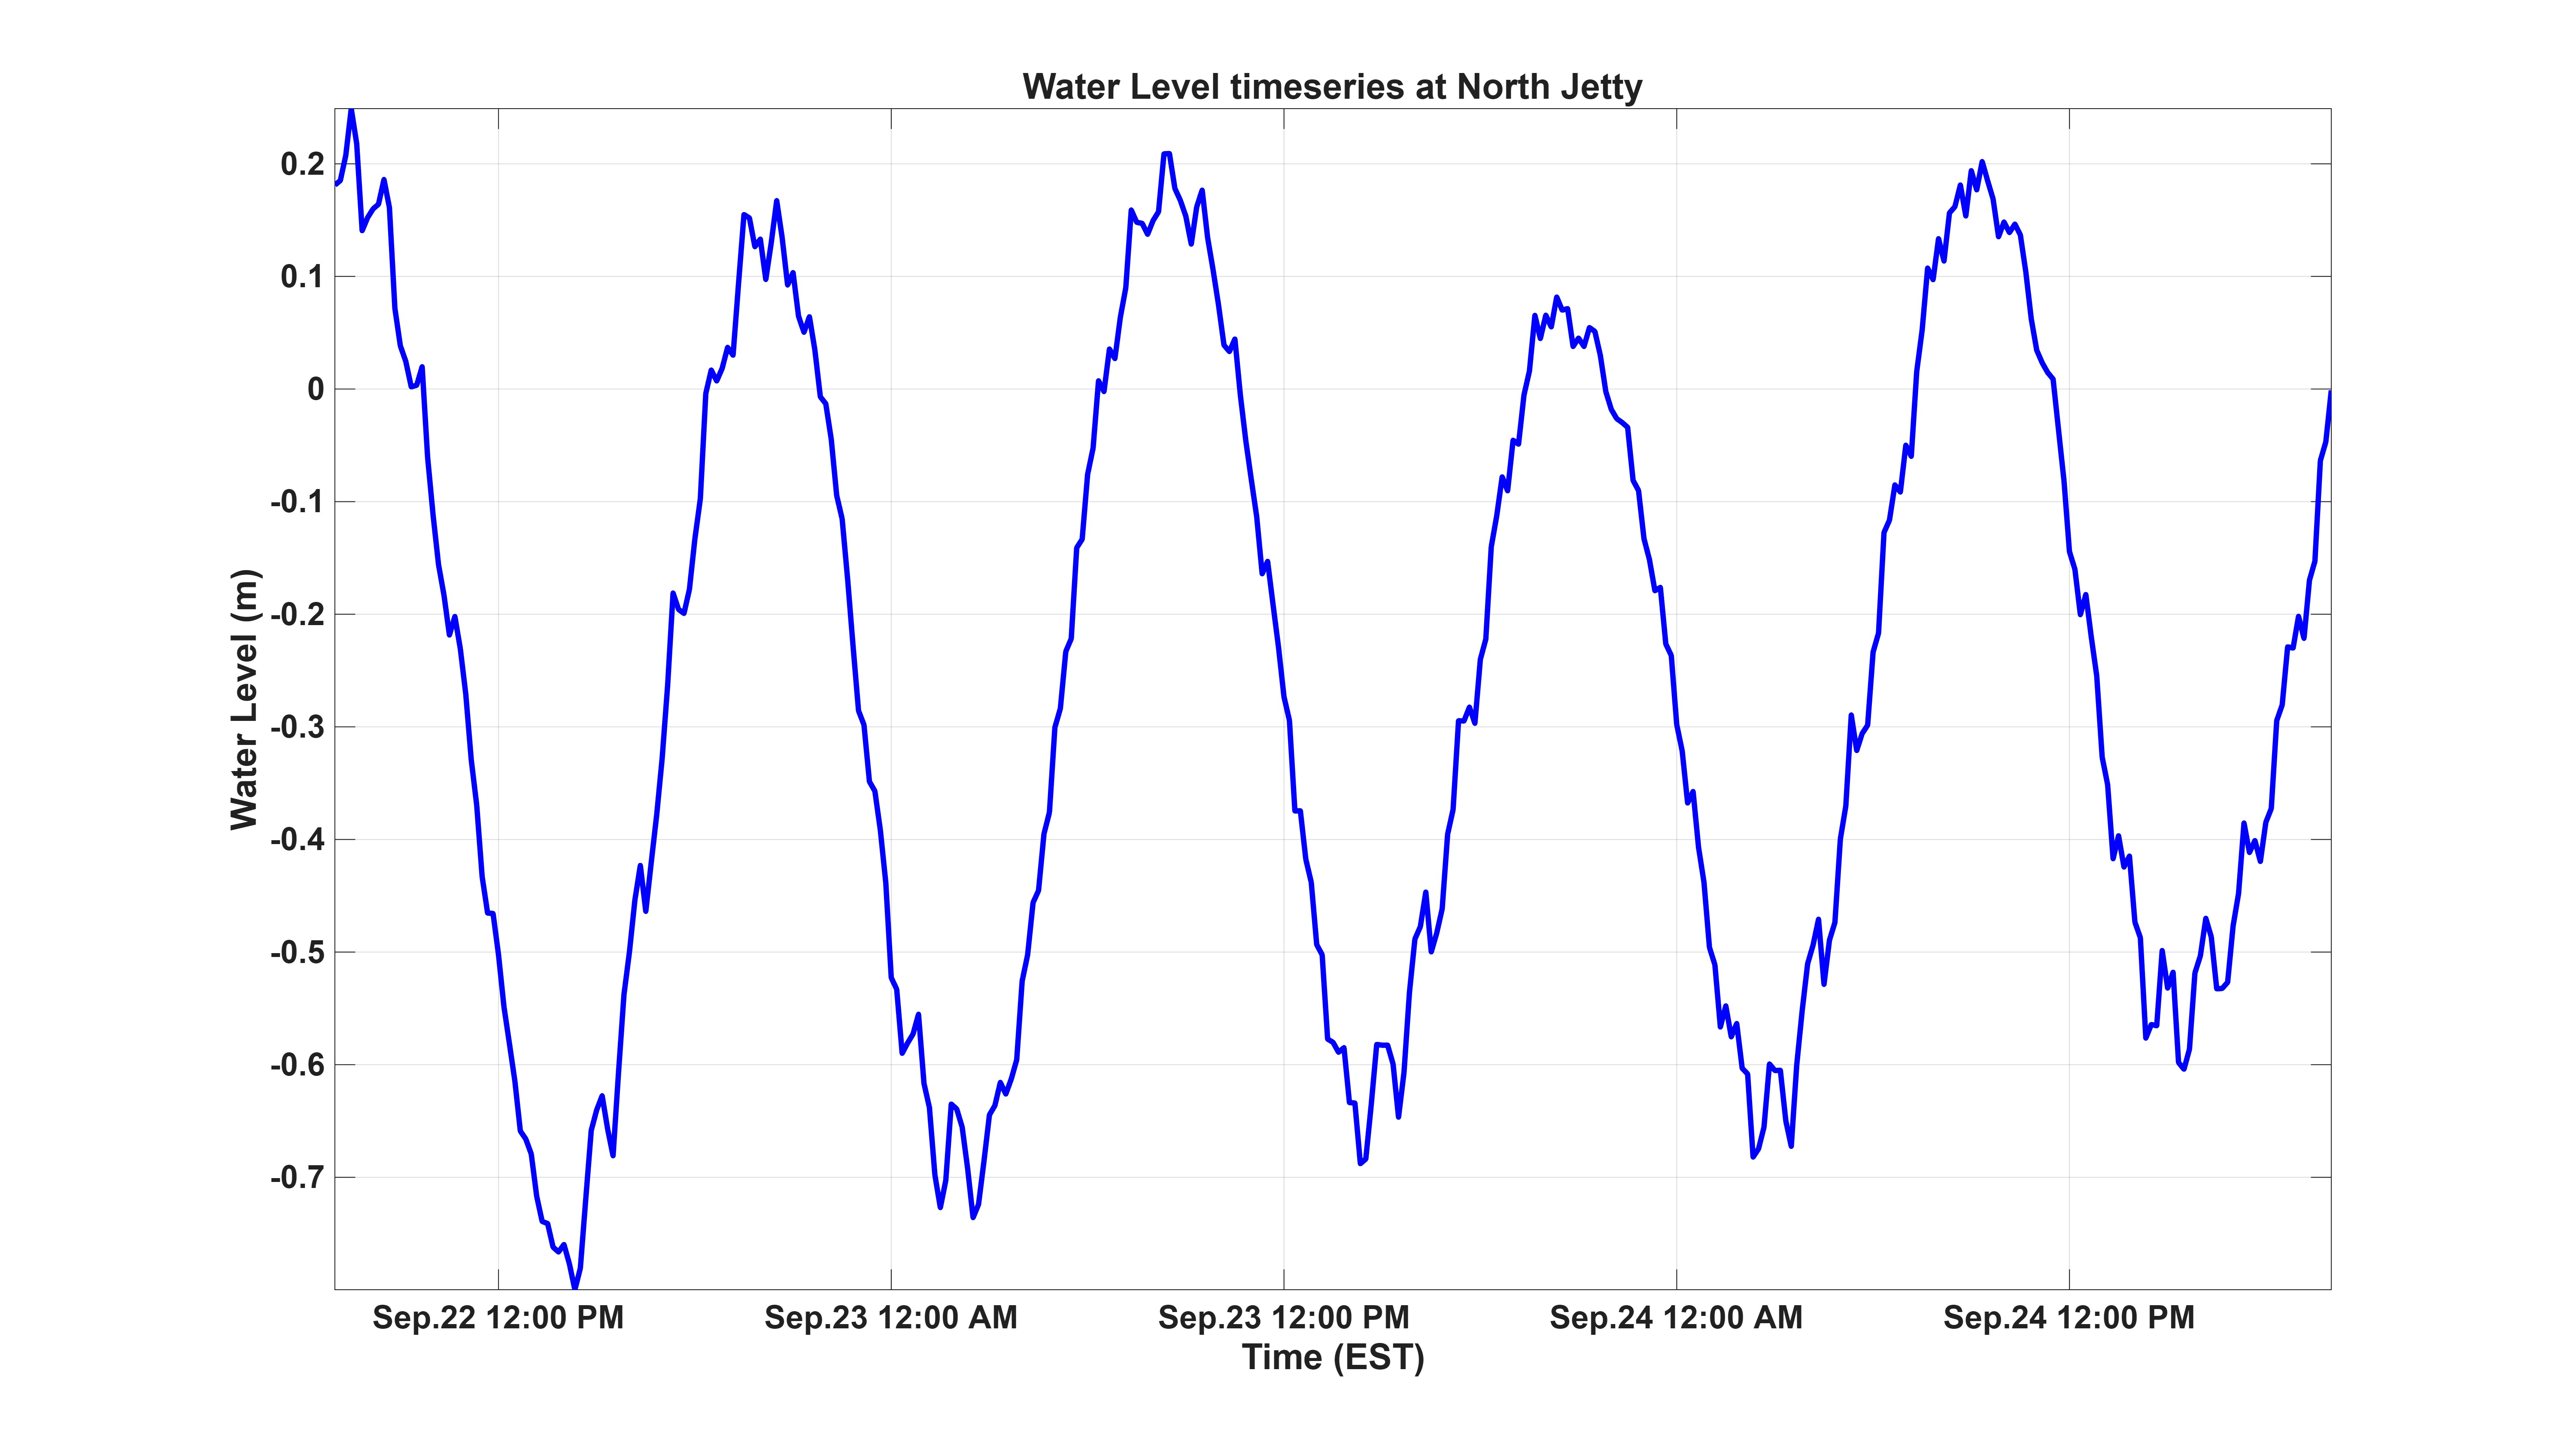 Water Level timeseries at North Jetty
0.2
0.1
0
-0.1
-0.2
-0.3
-0.4
-0.5
-0.6
-0.7
Water Level (m)
Sep.22 12:00 PM Sep.23 12:00 AM Sep.23 12:00 PM Sep.24 12:00 AM Sep.24 12:00 PM
Time (EST)